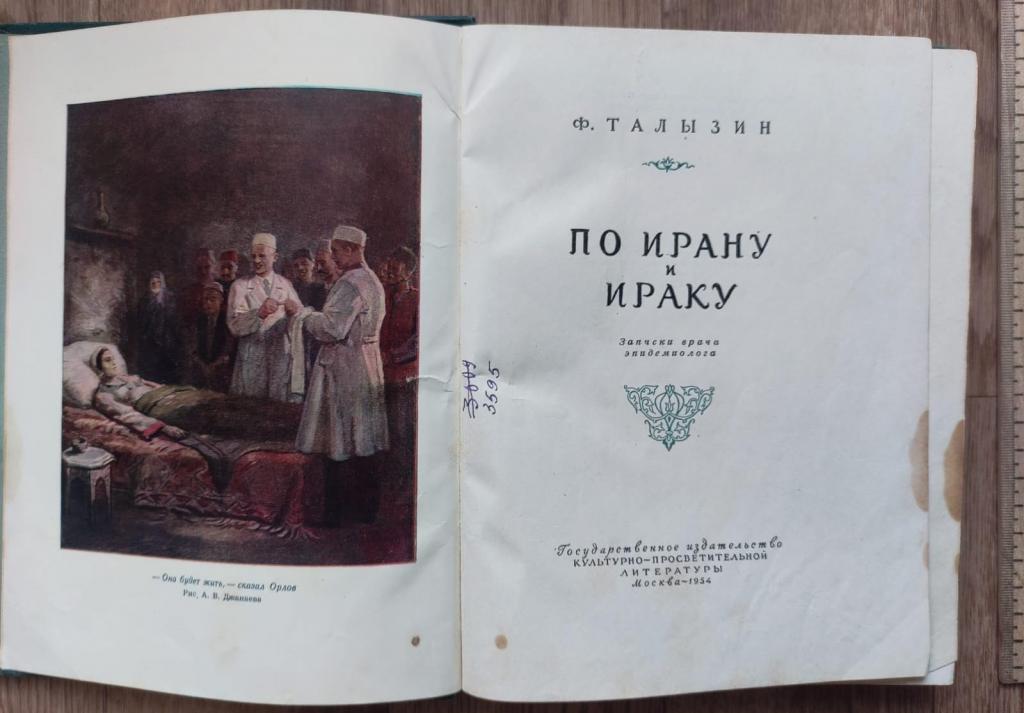 — Она будет жить, — сказал Орлов
Рис. А. В. Джанаева
3595
Ф. ТАЛЫЗИН
ПО ИРАНУ
и
ИРАКУ
Записки врача
эпидемиолога
Государственное издательство
КУЛЬТУРНО-ПРОСВЕТИТЕЛЬНОЙ
ЛИТЕРАТУРЫ
Москва—1954